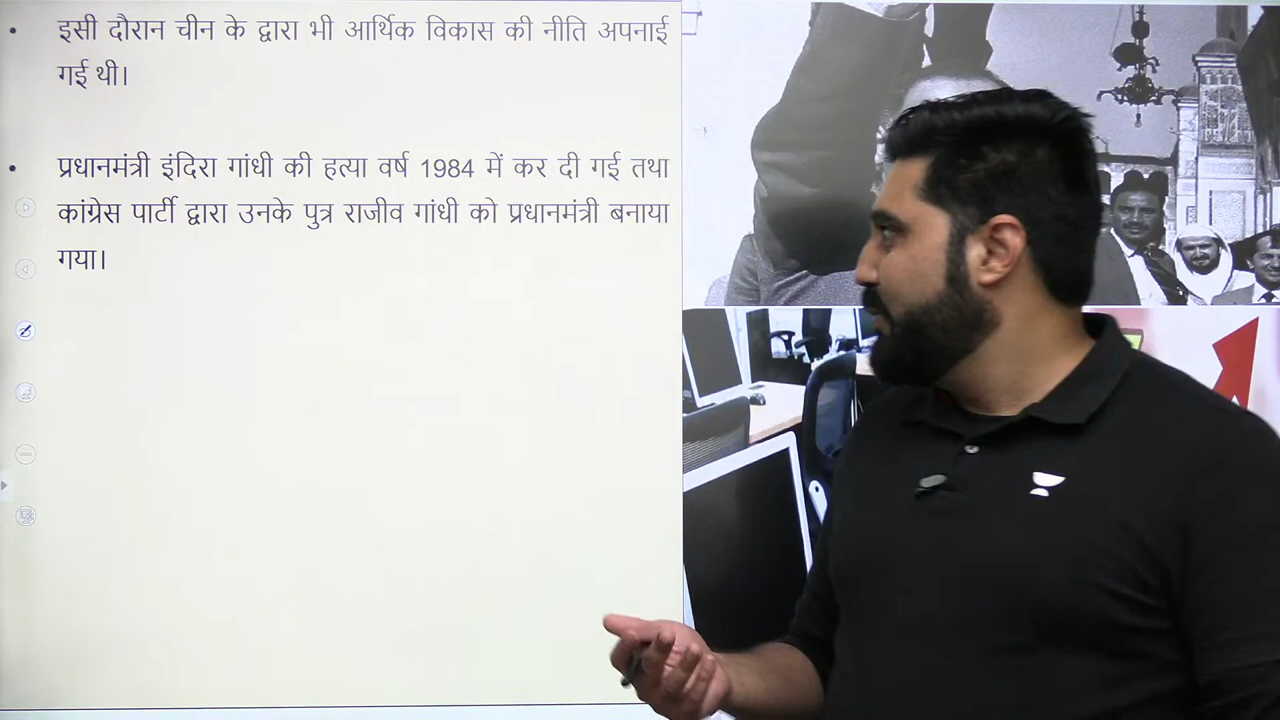 • इसी दौरान चीन के द्वारा भी आर्थिक विकास की नीति अपनाई
गई थी।
• प्रधानमंत्री इंदिरा गांधी की हत्या वर्ष 1984 में कर दी गई तथा
कांग्रेस पार्टी द्वारा उनके पुत्र राजीव गांधी को प्रधानमंत्री बनाया
गया।